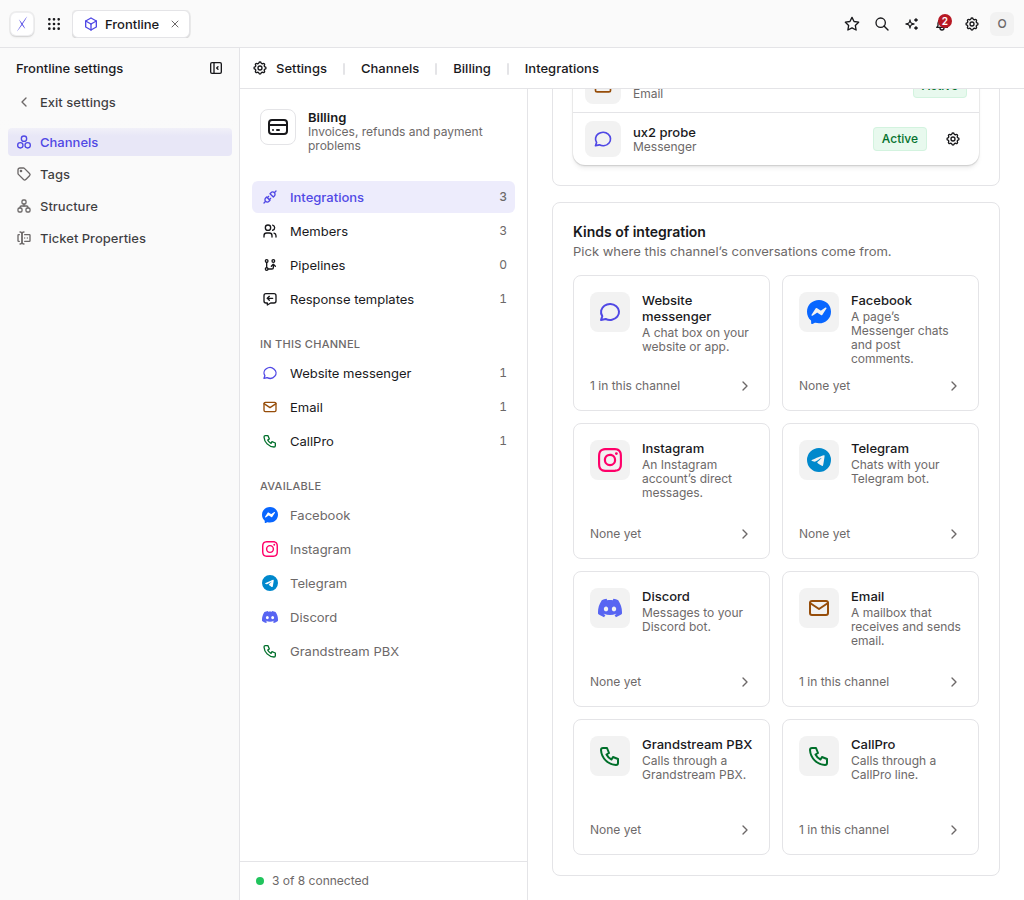 Frontline
2
O
Frontline settings
Exit settings
Channels
Tags
Structure
Ticket Properties
Settings
Channels
Billing
Integrations
Billing
Invoices, refunds and payment
problems
Integrations 3
Members 3
Pipelines 0
Response templates 1
IN THIS CHANNEL
Website messenger 1
Email 1
CallPro 1
AVAILABLE
Facebook
Instagram
Telegram
Discord
Grandstream PBX
3 of 8 connected
Email
Active
ux2 probe
Messenger
Active
Kinds of integration
Pick where this channel's conversations come from.
Website
messenger
A chat box on your
website or app.
1 in this channel
Facebook
A page's
Messenger chats
and post
comments.
None yet
Instagram
An Instagram
account's direct
messages.
None yet
Telegram
Chats with your
Telegram bot.
None yet
Discord
Messages to your
Discord bot.
None yet
Email
A mailbox that
receives and sends
email.
1 in this channel
Grandstream PBX
Calls through a
Grandstream PBX.
None yet
CallPro
Calls through a
CallPro line.
1 in this channel